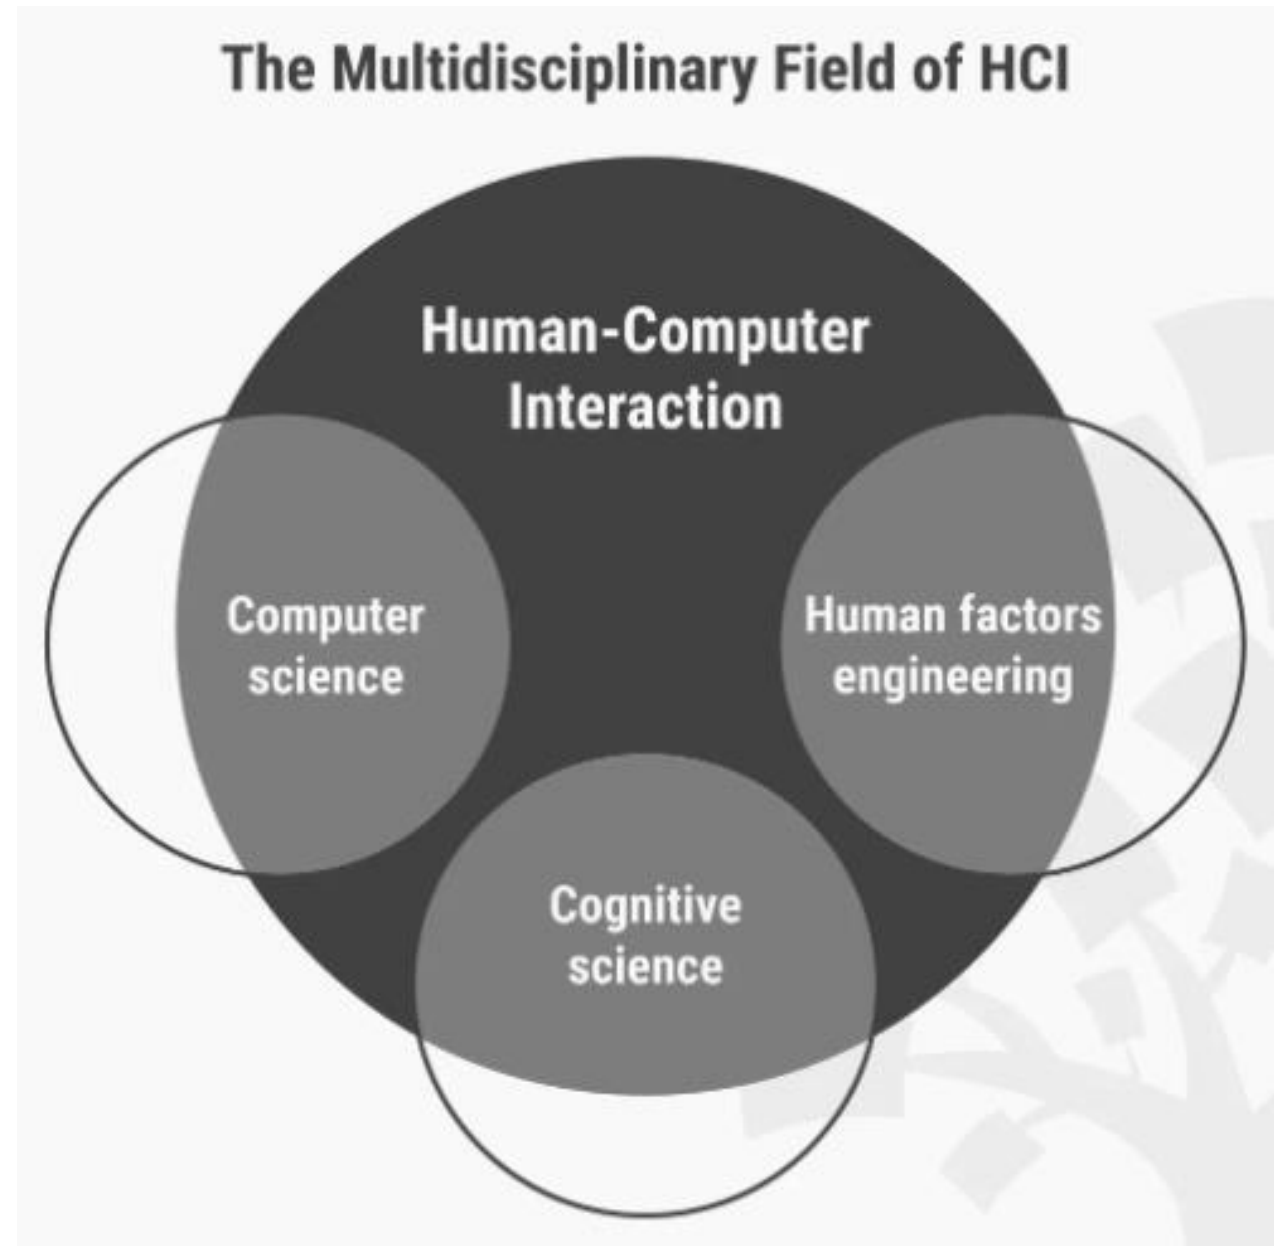 The Multidisciplinary Field of HCI
Human-Computer
Interaction
Computer
science
Human factors
engineering
Cognitive
science